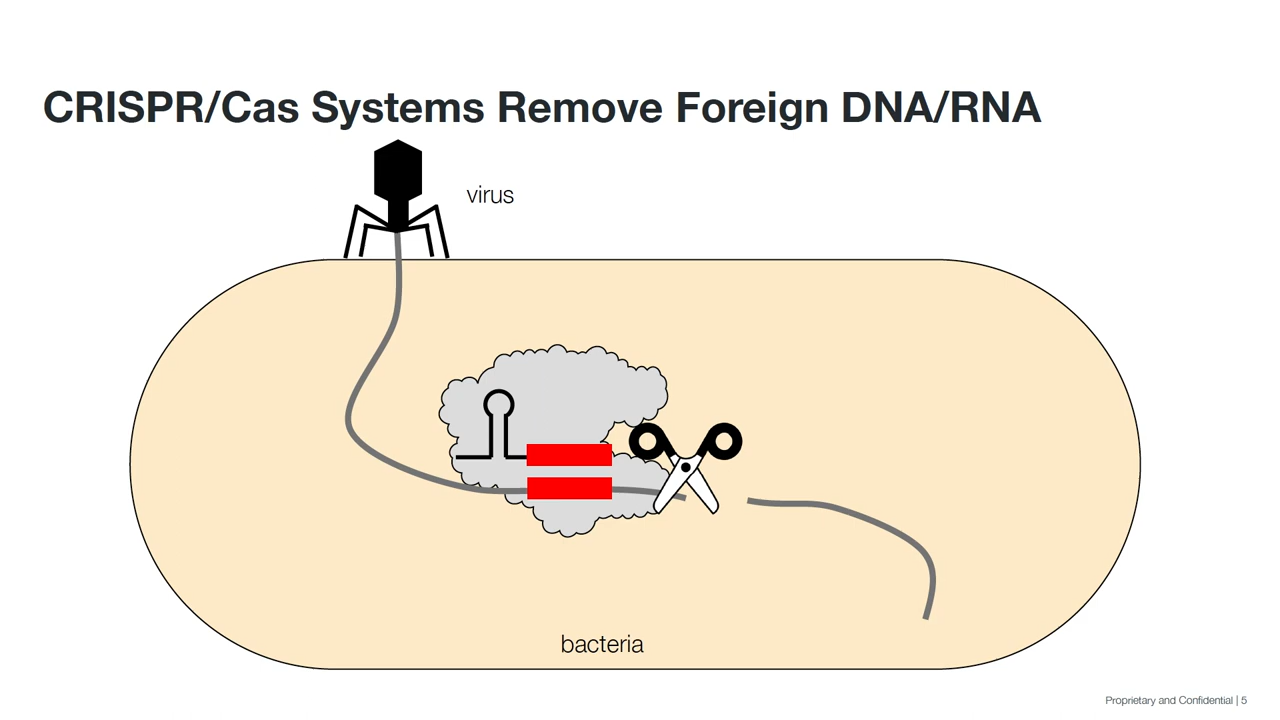 CRISPR/Cas Systems Remove Foreign DNA/RNA
virus
bacteria
Proprietary and Confidential | 5